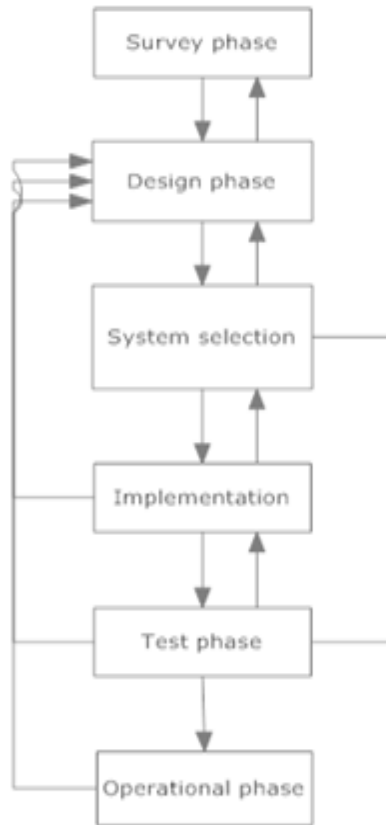 Survey phase
Design phase
System selection
Implementation
Test phase
Operational phase